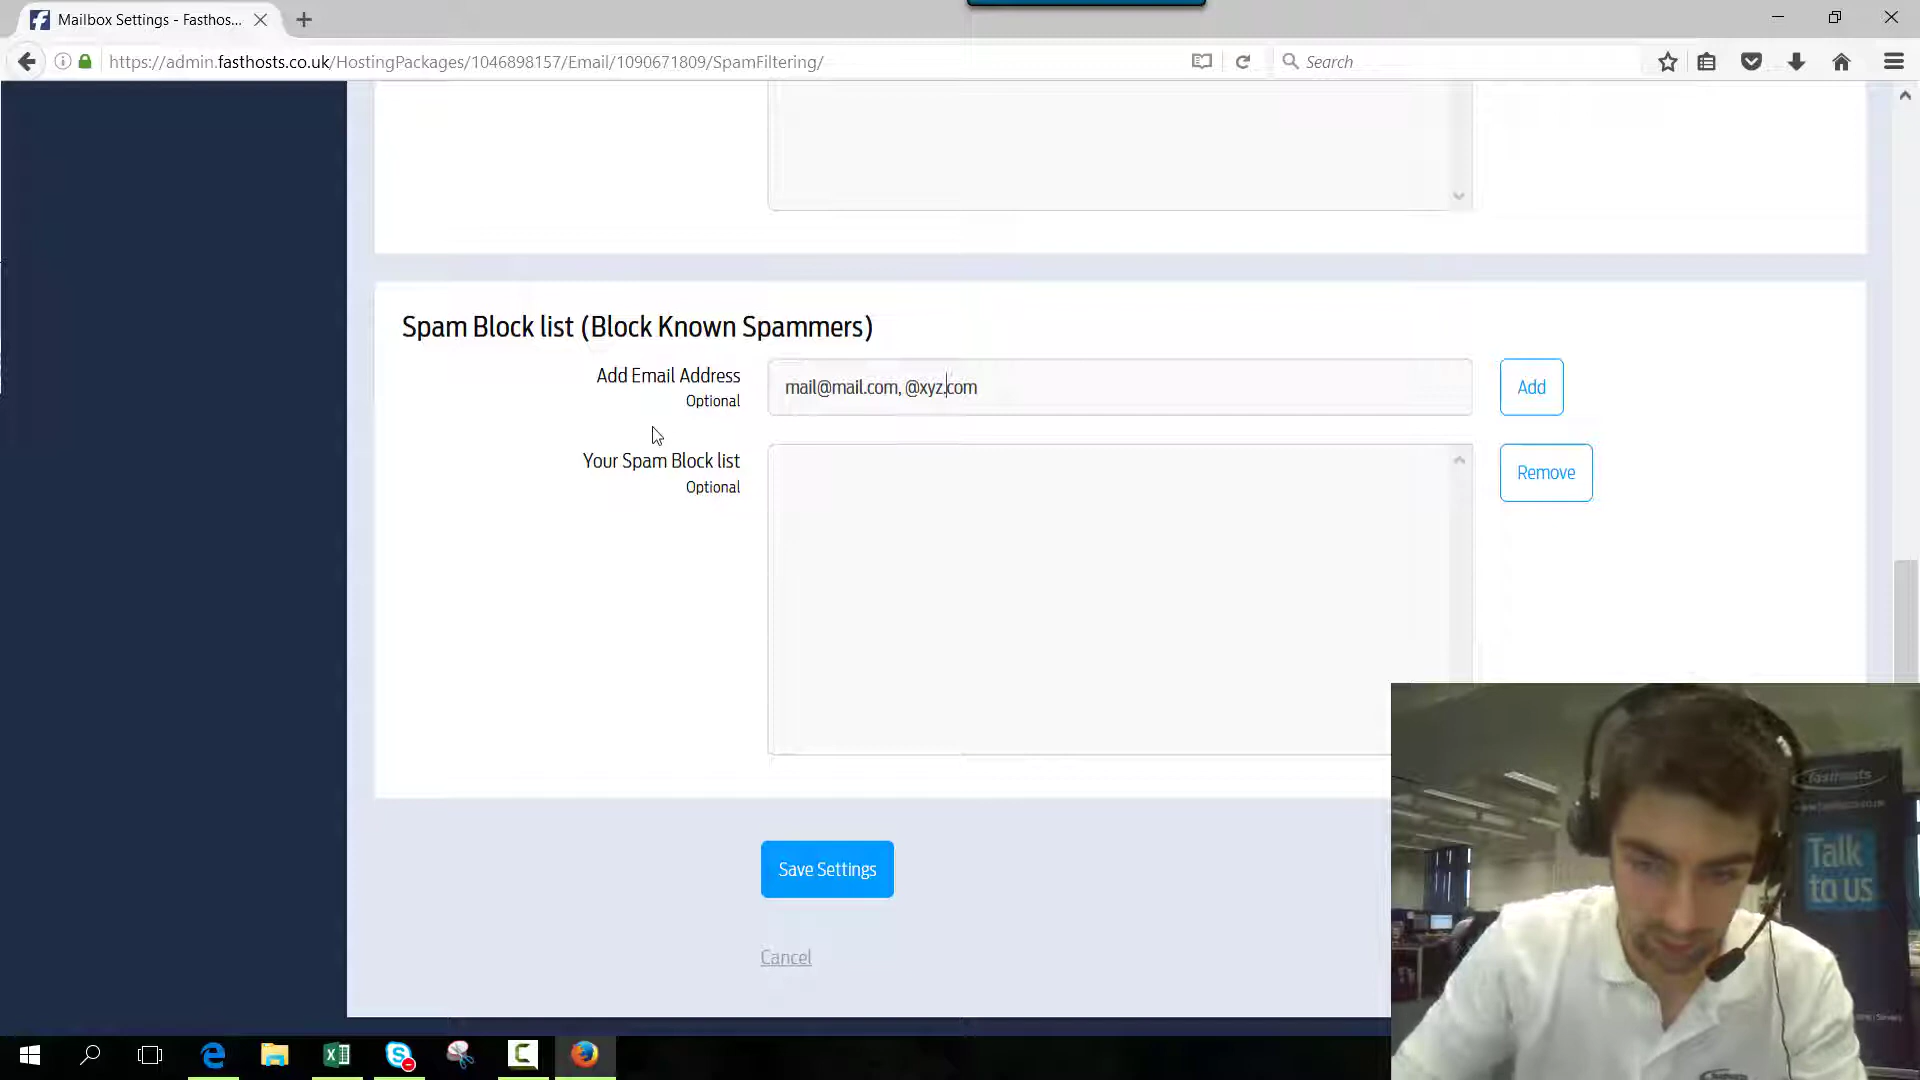 Mailbox Settings - Fasthos...
https://admin.fasthosts.co.uk/HostingPackages/1046898157/Email/1090671809/SpamFiltering/
Search
Spam Block list (Block Known Spammers)
Add Email Address
Optional
mail@mail.com, @xyz.com
Add
Your Spam Block list
Optional
Remove
Save Settings
Cancel
fasthosts
Talk
to us